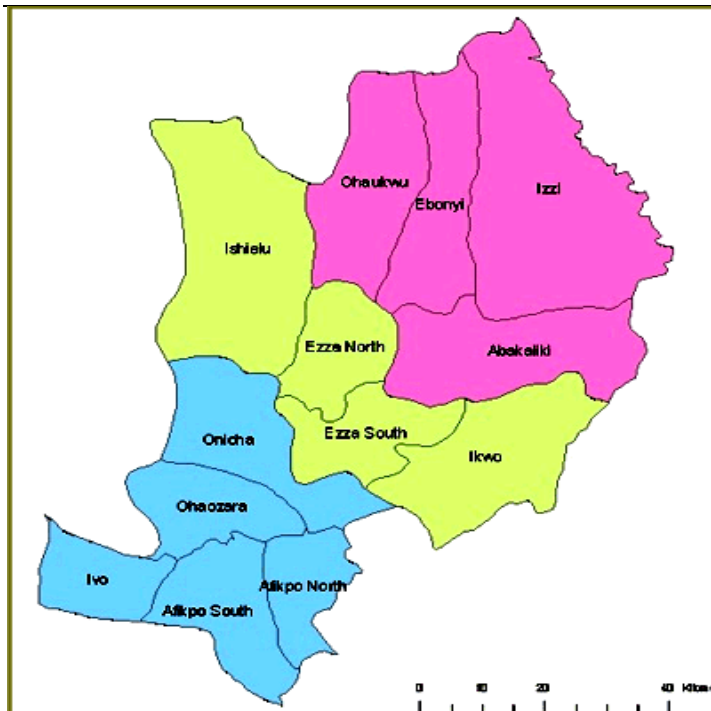 Ohaukwu
Ebonyi
Izzi
Ishielu
Ezza North
Abakaliki
Ezza South
Onicha
Ikwo
Ohaozara
Ivo
Afikpo North
Afikpo South
0 10 20 40